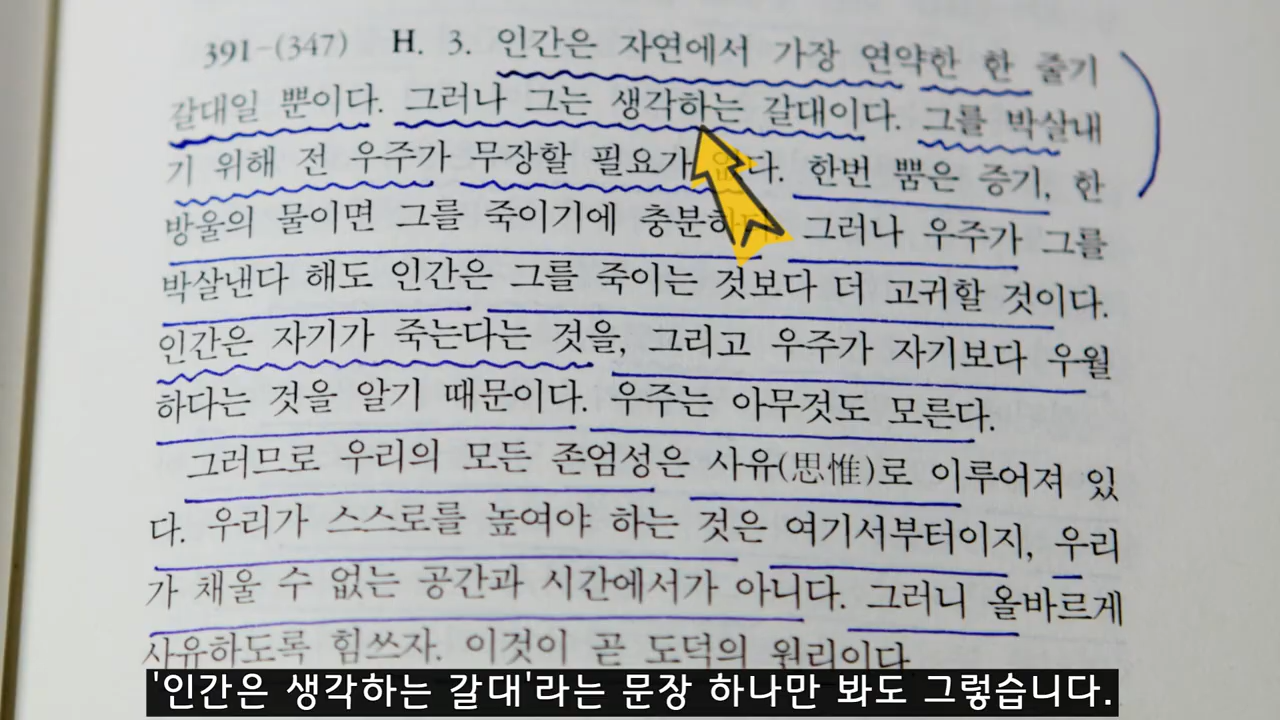 391-(347) H. 3. 인간은 자연에서 가장 연약한 한 줄기
갈대일 뿐이다. 그러나 그는 생각하는 갈대이다. 그를 박살내
기 위해 전 우주가 무장할 필요가 없다. 한번 뿜은 증기, 한
방울의 물이면 그를 죽이기에 충분하다. 그러나 우주가 그를
박살낸다 해도 인간은 그를 죽이는 것보다 더 고귀할 것이다.
인간은 자기가 죽는다는 것을, 그리고 우주가 자기보다 우월
하다는 것을 알기 때문이다. 우주는 아무것도 모른다.
그러므로 우리의 모든 존엄성은 사유(思惟)로 이루어져 있
다. 우리가 스스로를 높여야 하는 것은 여기서부터이지, 우리
가 채울 수 없는 공간과 시간에서가 아니다. 그러니 올바르게
사유하도록 힘쓰자. 이것이 곧 도덕의 원리이다.
'인간은 생각하는 갈대'라는 문장 하나만 봐도 그렇습니다.